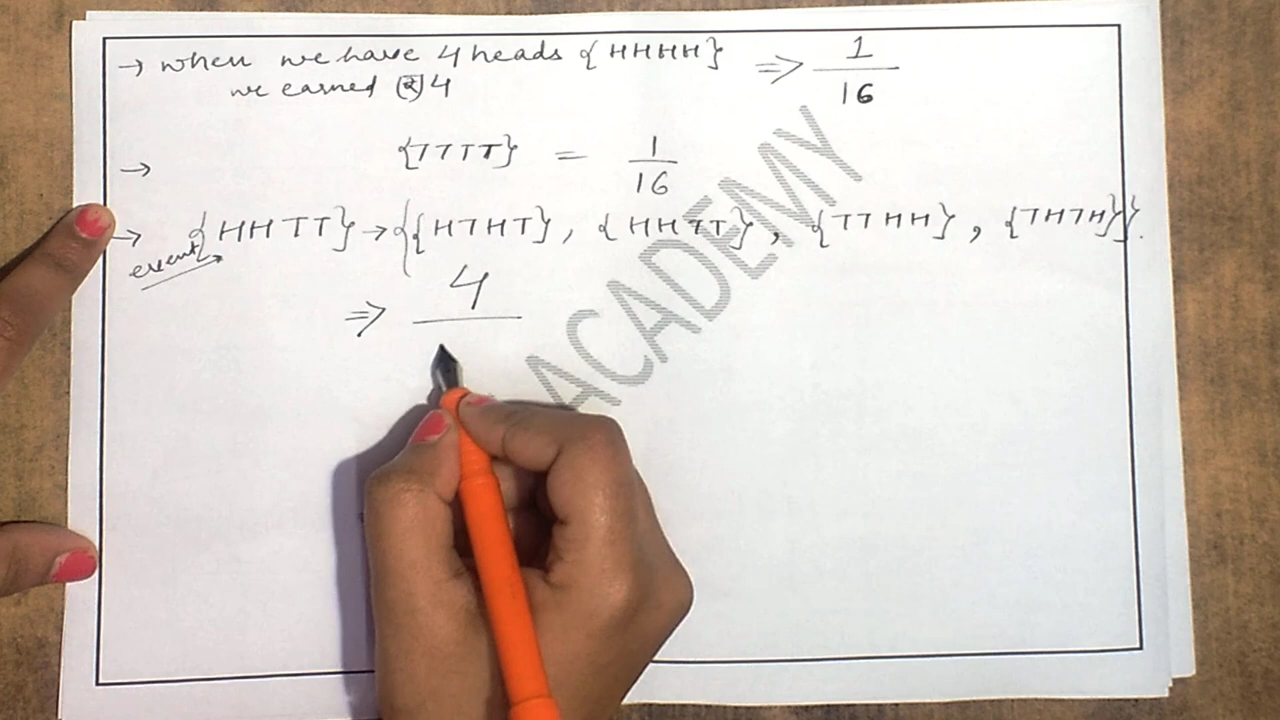 → when we have 4 heads {HHHH} ⇒ 1/16
we earned (₹) 4
→ {TTTT} = 1/16
→ {HHTT} → {{HTHT}, {HHTT}, {TTHH}, {THTH}}.
event
⇒ 4
ACADEMY